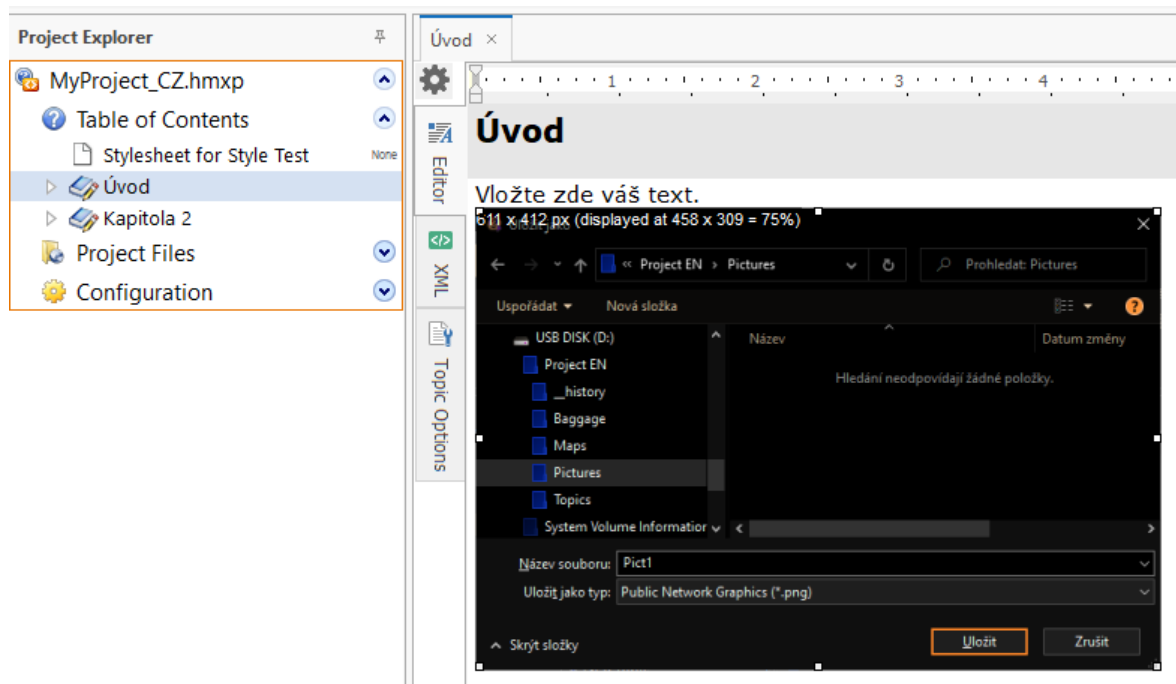 Project Explorer
MyProject_CZ.hmxp
Table of Contents
Stylesheet for Style Test None
Úvod
Kapitola 2
Project Files
Configuration
Úvod ×
1 2 3 4
Editor
XML
Topic Options
Úvod
Vložte zde váš text.
611 x 412 px (displayed at 458 x 309 = 75%)
« Project EN › Pictures
Prohledat: Pictures
Uspořádat Nová složka
USB DISK (D:)
Project EN
__history
Baggage
Maps
Pictures
Topics
System Volume Information
Název Datum změny
Hledání neodpovídají žádné položky.
Název souboru: Pict1
Uložit jako typ: Public Network Graphics (*.png)
Skrýt složky
Uložit Zrušit